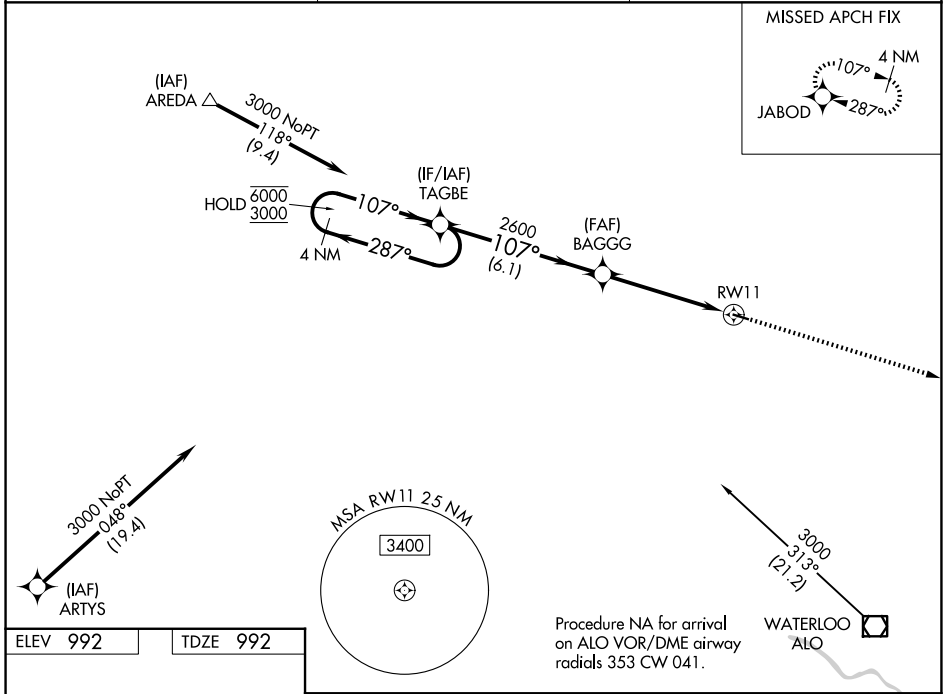 MISSED APCH FIX
4 NM
107°
287°
JABOD
(IAF)
AREDA
3000 NoPT
118°
(9.4)
(IF/IAF)
TAGBE
HOLD
6000
3000
107°
287°
4 NM
2600
107°
(6.1)
(FAF)
BAGGG
RW11
3000 NoPT
048°
(19.4)
(IAF)
ARTYS
MSA RW11 25 NM
3400
3000
313°
(21.2)
Procedure NA for arrival
on ALO VOR/DME airway
radials 353 CW 041.
WATERLOO
ALO
ELEV 992
TDZE 992